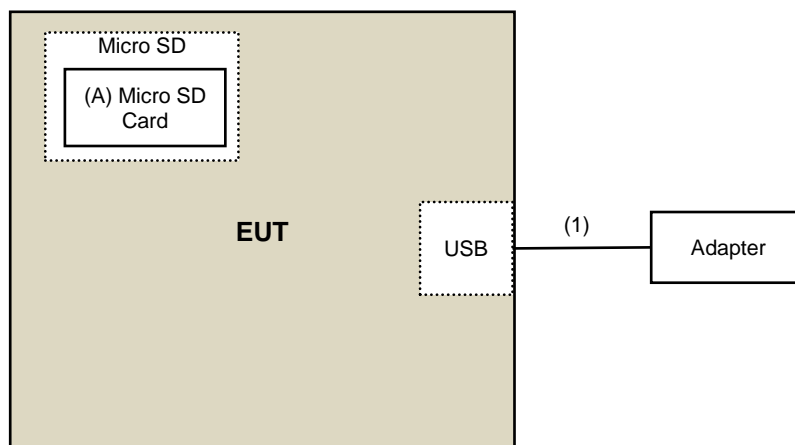 Micro SD
(A) Micro SD
Card
EUT
USB
(1)
Adapter